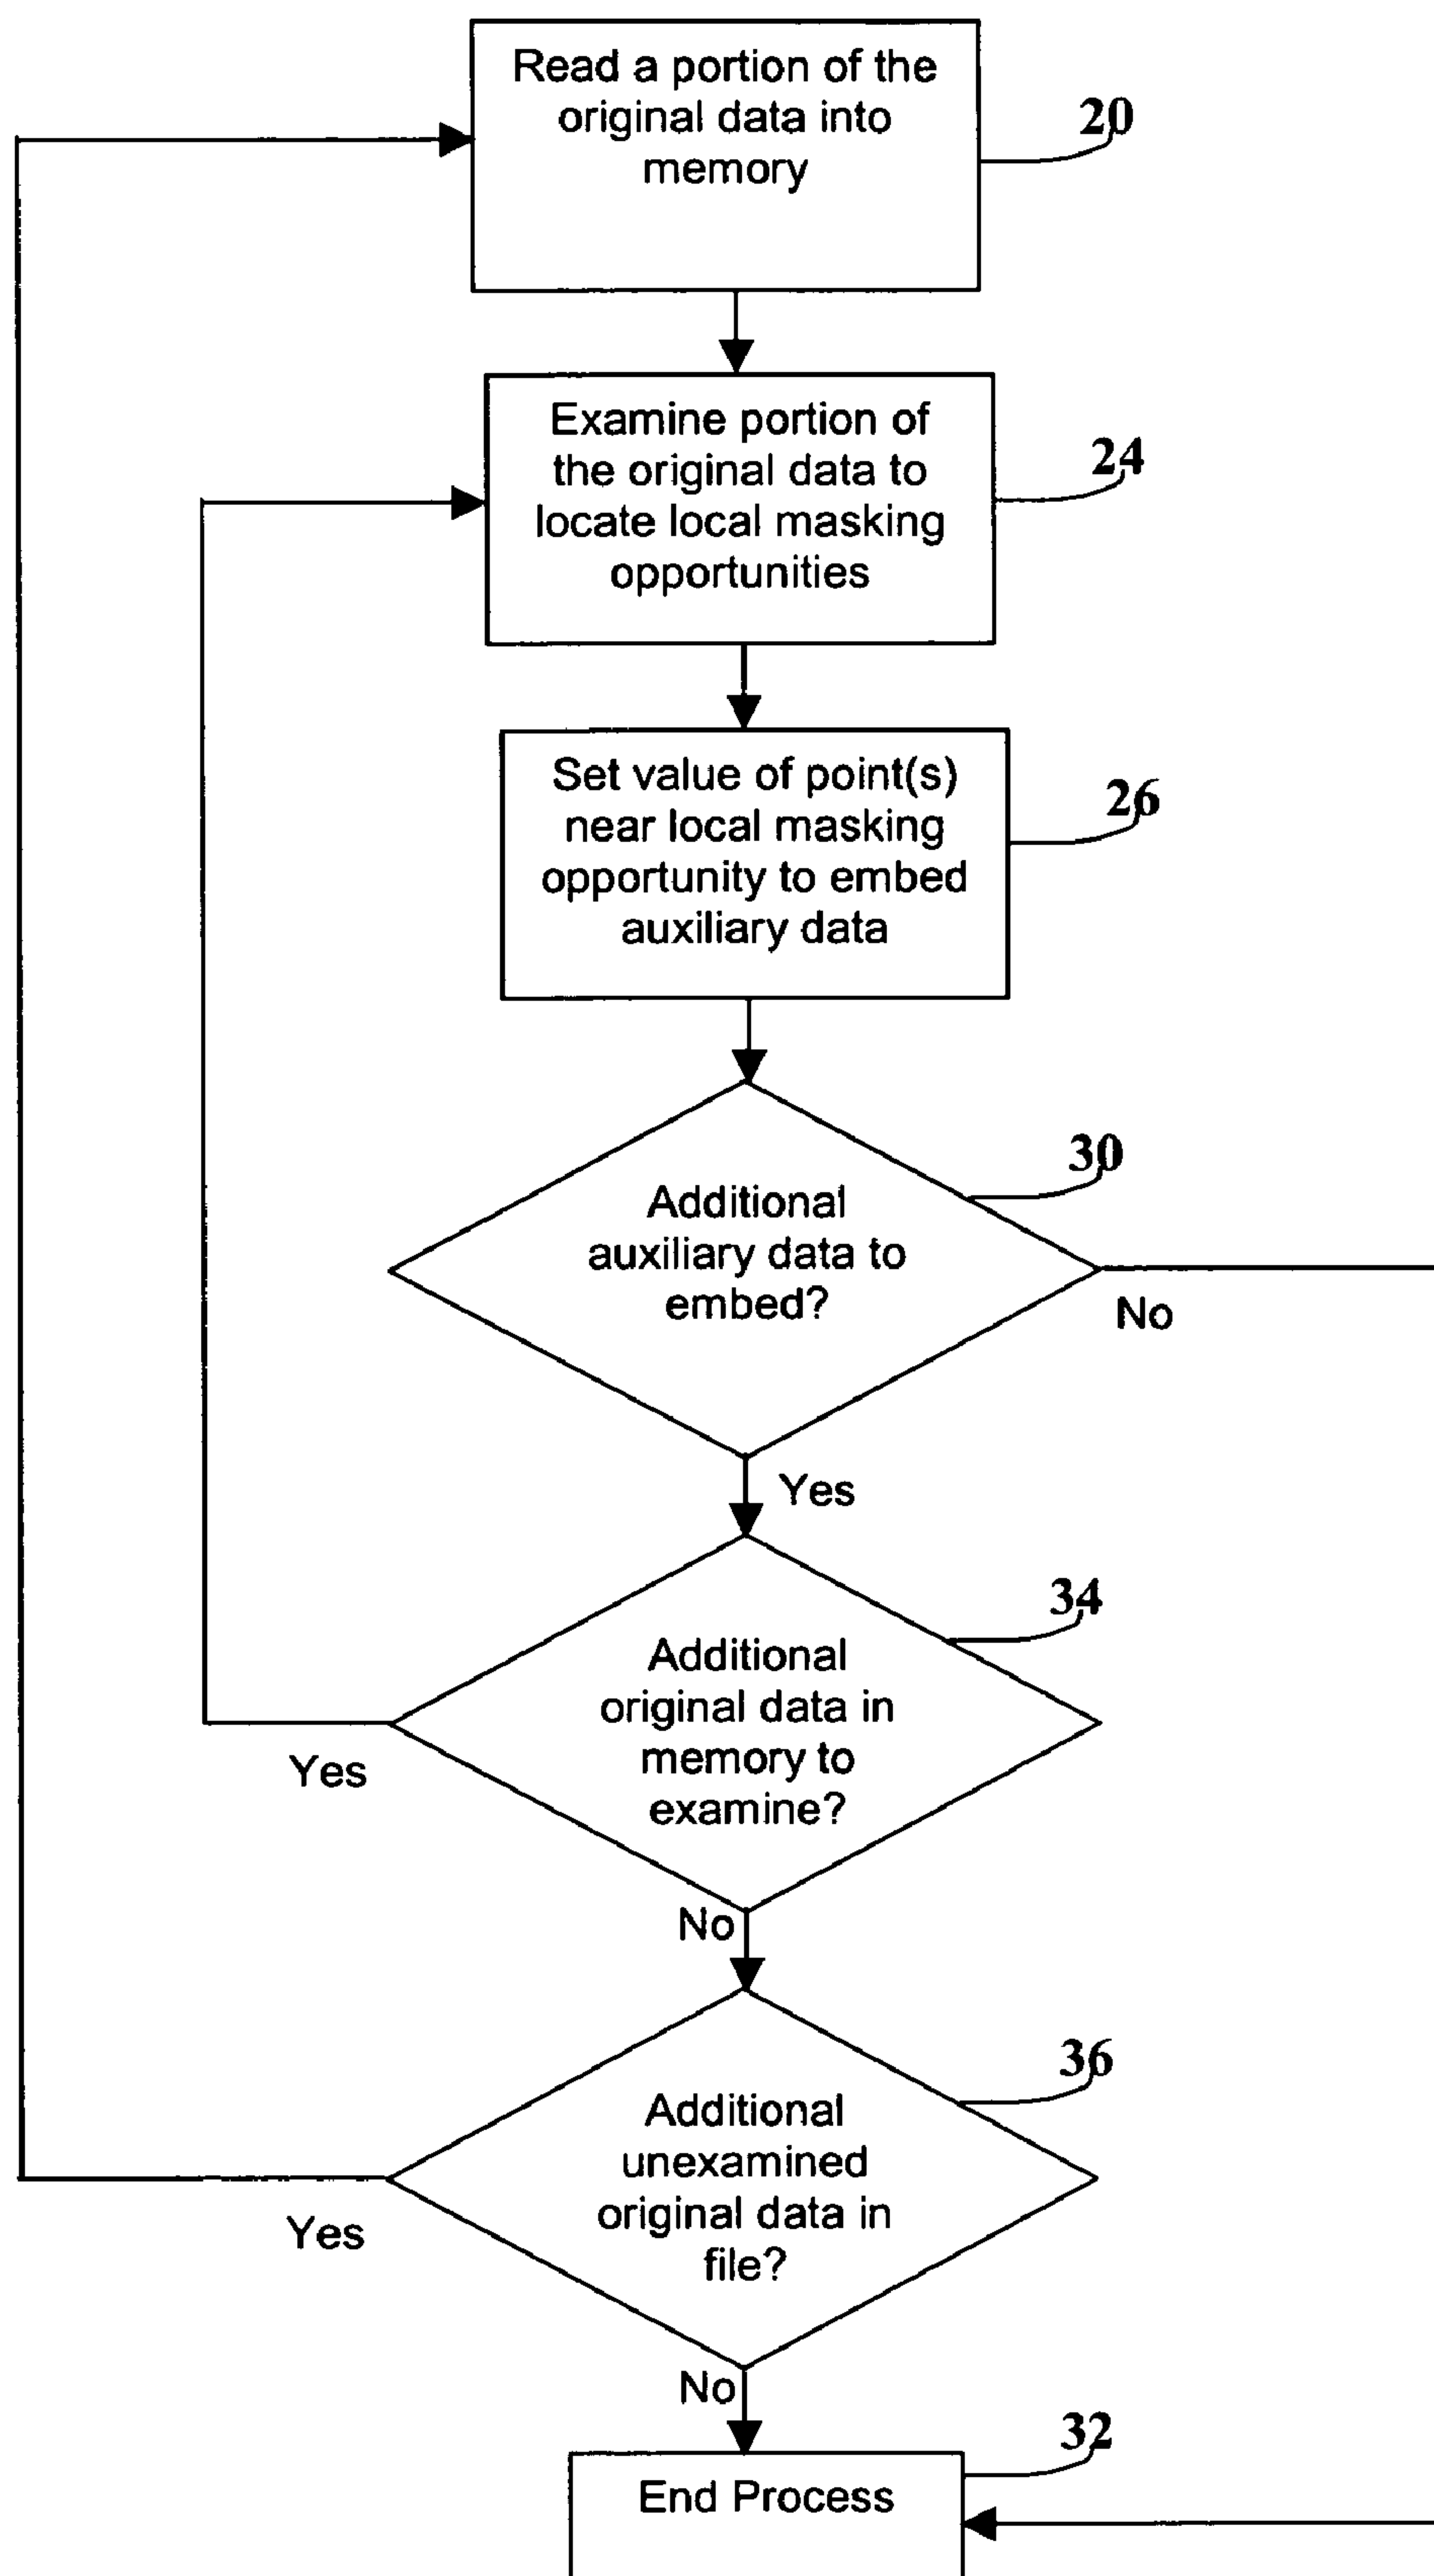 Read a portion of the
original data into
memory
20
Examine portion of
the original data to
locate local masking
opportunities
24
Set value of point(s)
near local masking
opportunity to embed
auxiliary data
26
Additional
auxiliary data to
embed?
30
No
Yes
Additional
original data in
memory to
examine?
34
Yes
No
Additional
unexamined
original data in
file?
36
Yes
No
End Process
32